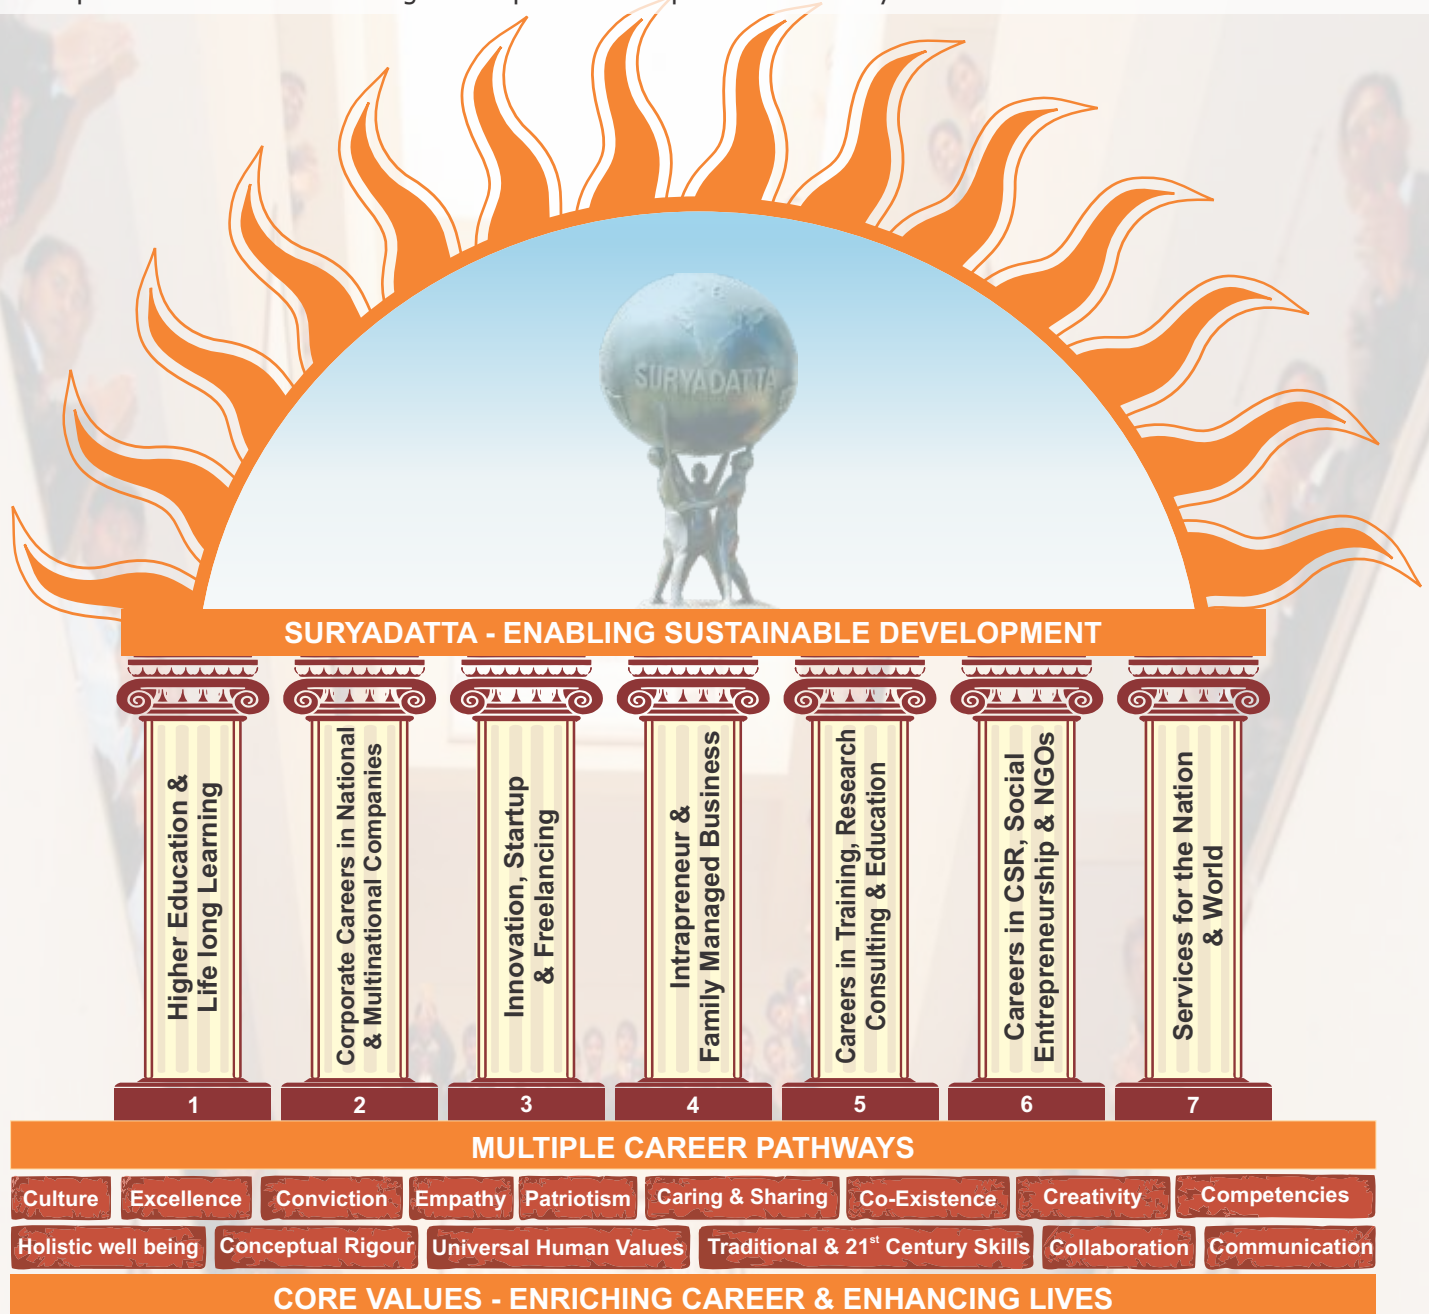 SURYADATTA
SURYADATTA - ENABLING SUSTAINABLE DEVELOPMENT
Higher Education &
Life long Learning
Corporate Careers in National
& Multinational Companies
Innovation, Startup
& Freelancing
Intrapreneur &
Family Managed Business
Careers in Training, Research
Consulting & Education
Careers in CSR, Social
Entrepreneurship & NGOs
Services for the Nation
& World
1 2 3 4 5 6 7
MULTIPLE CAREER PATHWAYS
Culture Excellence Conviction Empathy Patriotism Caring & Sharing Co-Existence Creativity Competencies
Holistic well being Conceptual Rigour Universal Human Values Traditional & 21st Century Skills Collaboration Communication
CORE VALUES - ENRICHING CAREER & ENHANCING LIVES